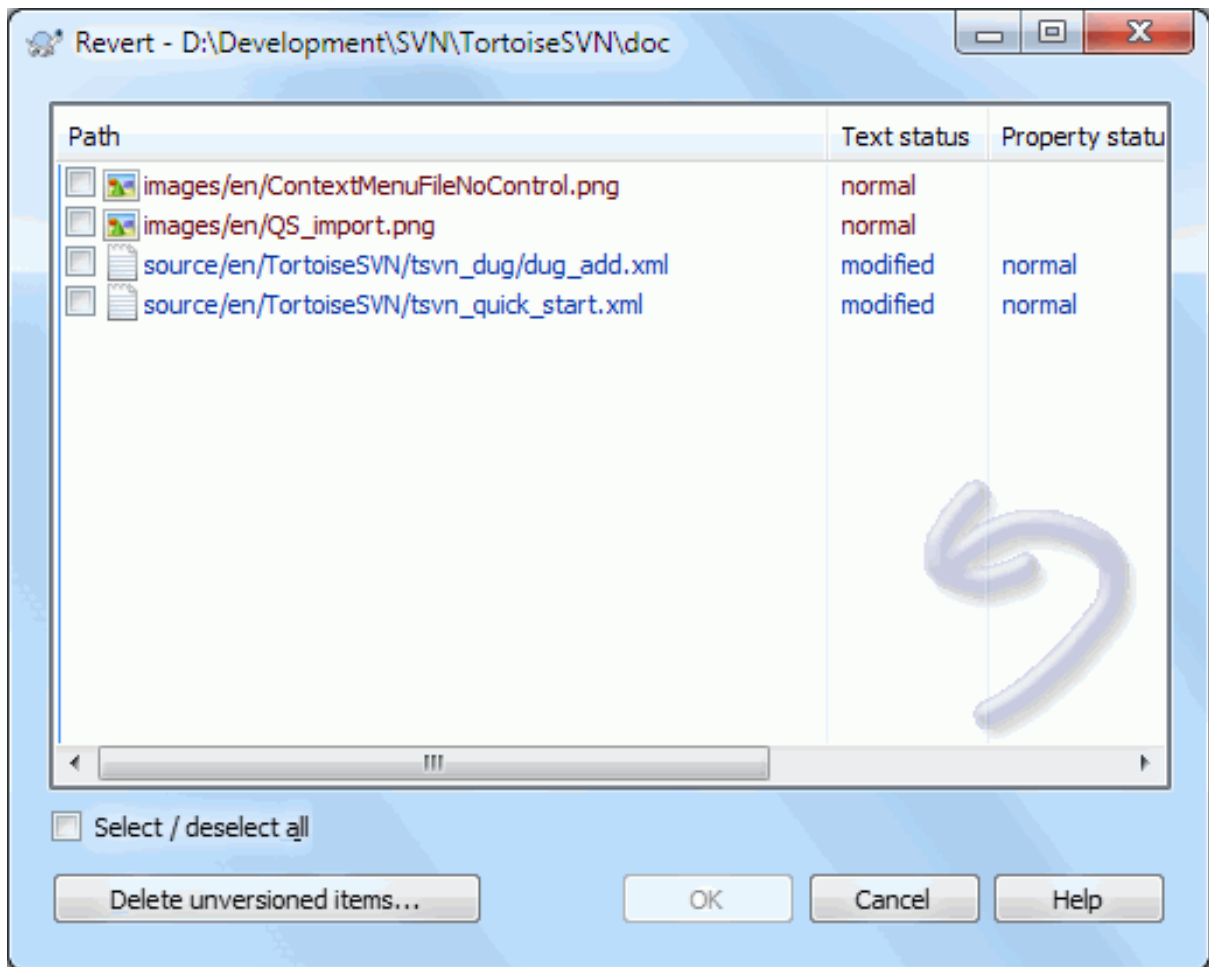 Revert - D:\Development\SVN\TortoiseSVN\doc
Path Text status Property statu
images/en/ContextMenuFileNoControl.png normal
images/en/QS_import.png normal
source/en/TortoiseSVN/tsvn_dug/dug_add.xml modified normal
source/en/TortoiseSVN/tsvn_quick_start.xml modified normal
Select / deselect all
Delete unversioned items... OK Cancel Help